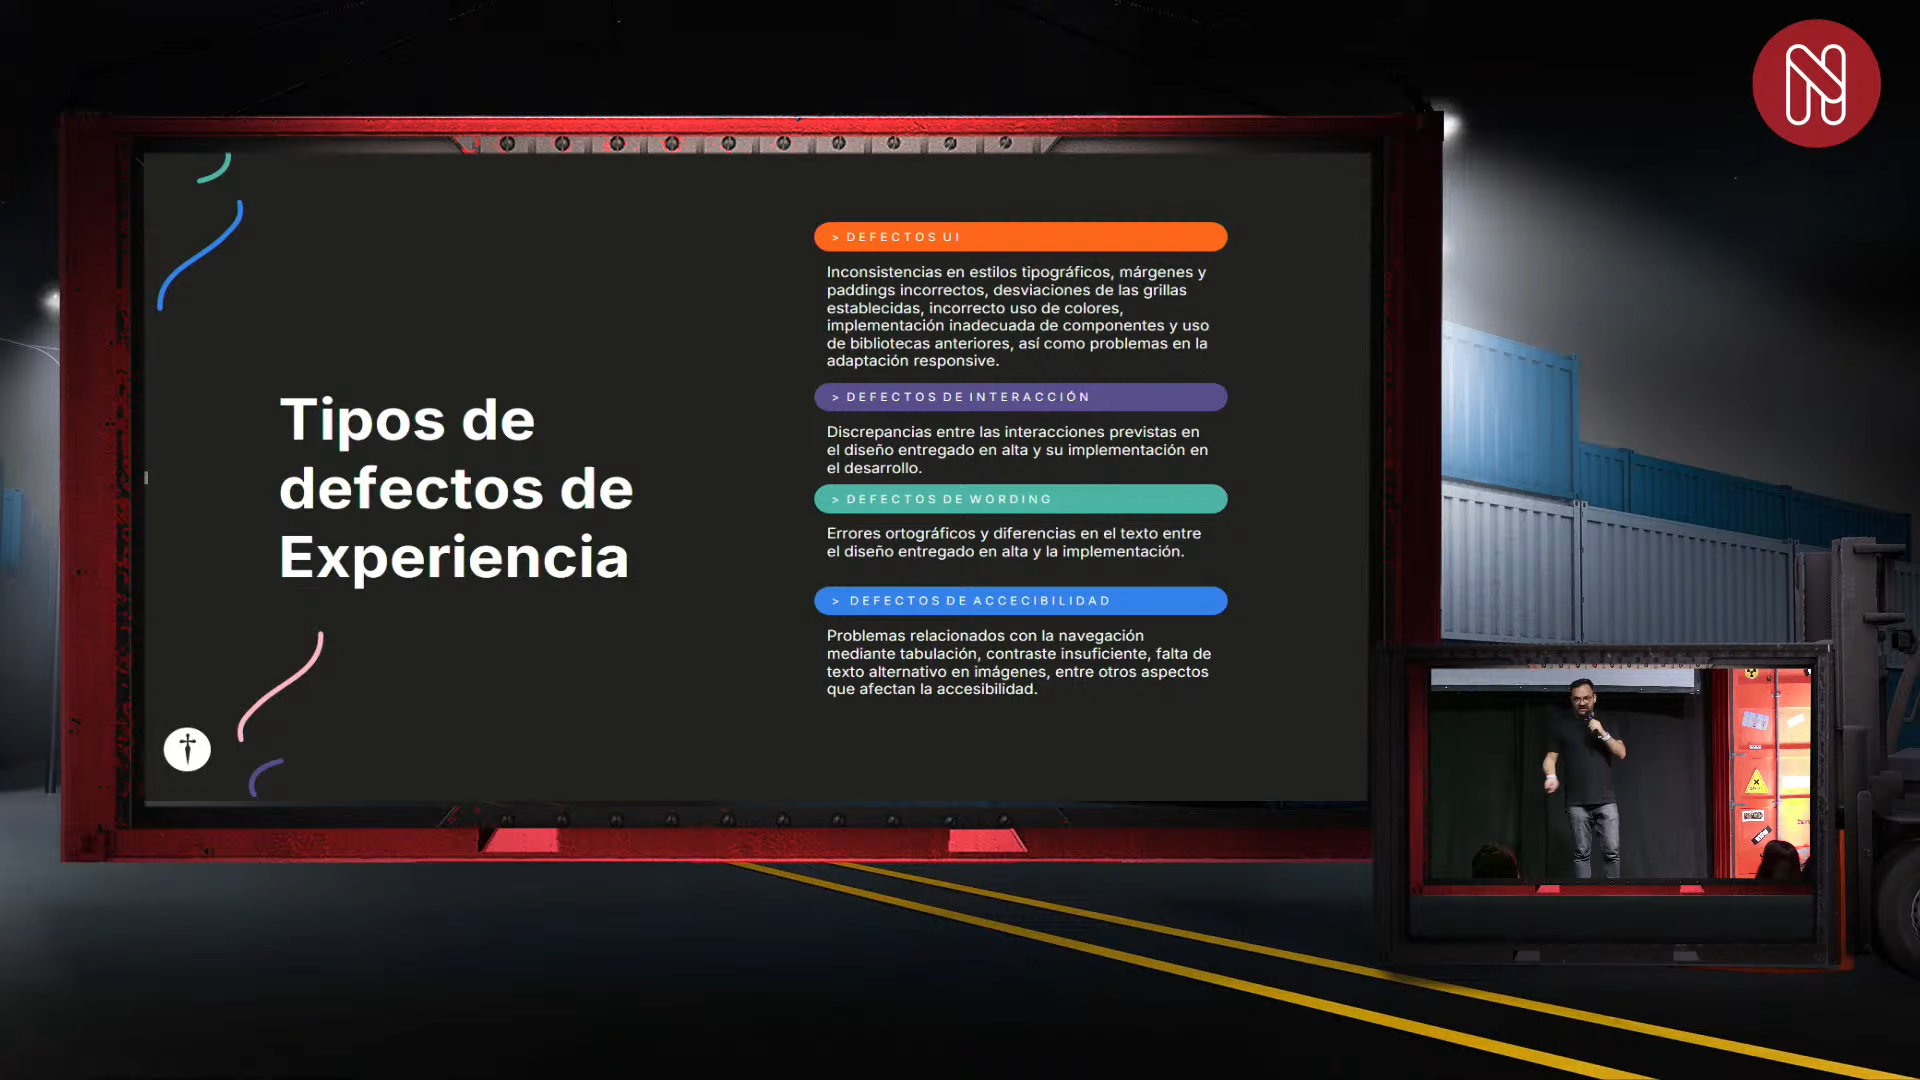 Tipos de
defectos de
Experiencia
> DEFECTOS UI
Inconsistencias en estilos tipográficos, márgenes y
paddings incorrectos, desviaciones de las grillas
establecidas, incorrecto uso de colores,
implementación inadecuada de componentes y uso
de bibliotecas anteriores, así como problemas en la
adaptación responsive.
> DEFECTOS DE INTERACCIÓN
Discrepancias entre las interacciones previstas en
el diseño entregado en alta y su implementación en
el desarrollo.
> DEFECTOS DE WORDING
Errores ortográficos y diferencias en el texto entre
el diseño entregado en alta y la implementación.
> DEFECTOS DE ACCECIBILIDAD
Problemas relacionados con la navegación
mediante tabulación, contraste insuficiente, falta de
texto alternativo en imágenes, entre otros aspectos
que afectan la accesibilidad.